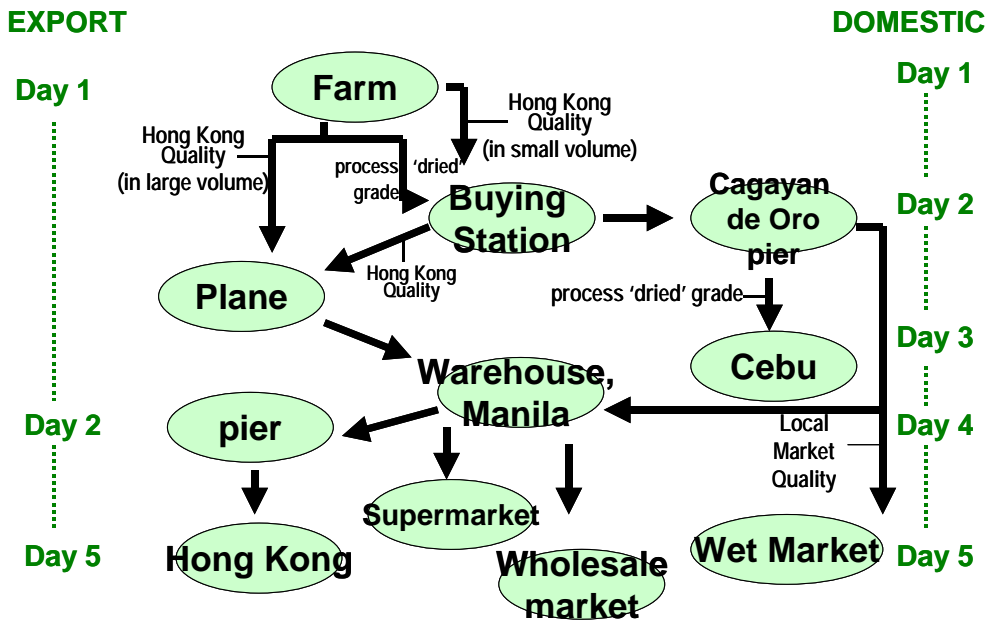 EXPORT
DOMESTIC
Day 1
Day 1
Farm
Hong Kong
Quality
(in small volume)
Hong Kong
Quality
(in large volume)
process 'dried'
grade
Buying
Station
Cagayan
de Oro
pier
Day 2
Hong Kong
Quality
Plane
process 'dried' grade
Day 3
Cebu
Warehouse,
Manila
Day 2
pier
Local
Market
Quality
Day 4
Supermarket
Day 5
Hong Kong
Wholesale
market
Wet Market
Day 5